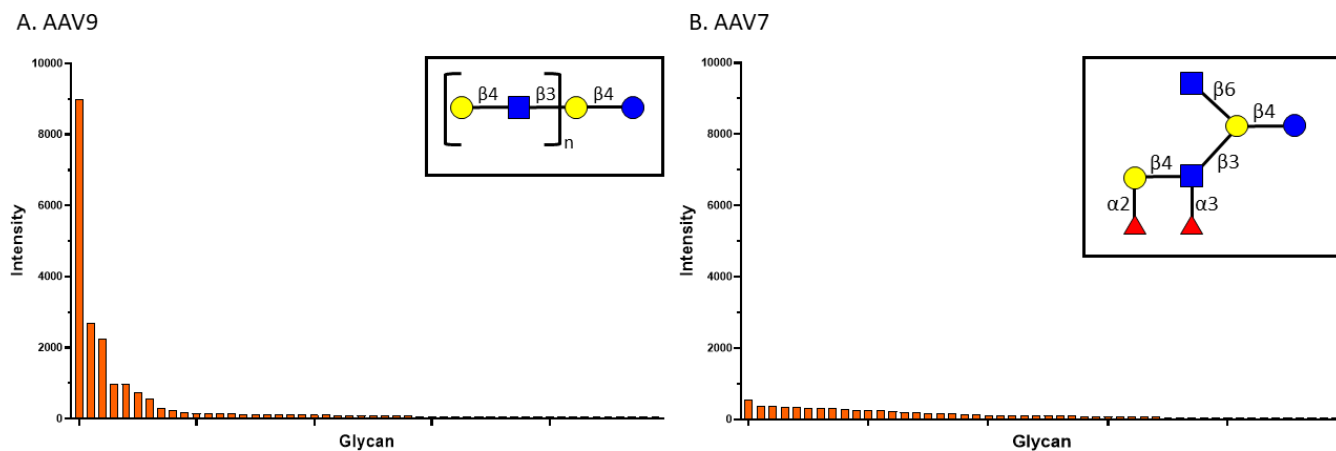 A. AAV9
10000
8000
6000
4000
2000
0
Intensity
Glycan
β4 β3 β4
n
B. AAV7
10000
8000
6000
4000
2000
0
Intensity
Glycan
β6
β4
β4 β3
α2 α3